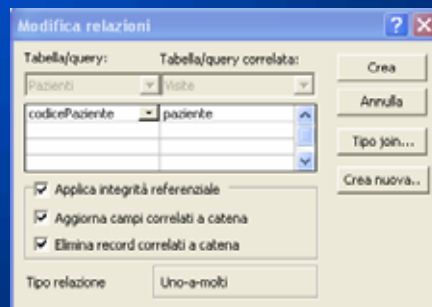 Modifica relazioni
Tabella/query: Tabella/query correlata:
Pazienti Visite
codicePaziente paziente
Applica integrità referenziale
Aggiorna campi correlati a catena
Elimina record correlati a catena
Tipo relazione Uno-a-molti
Crea
Annulla
Tipo join...
Crea nuova..